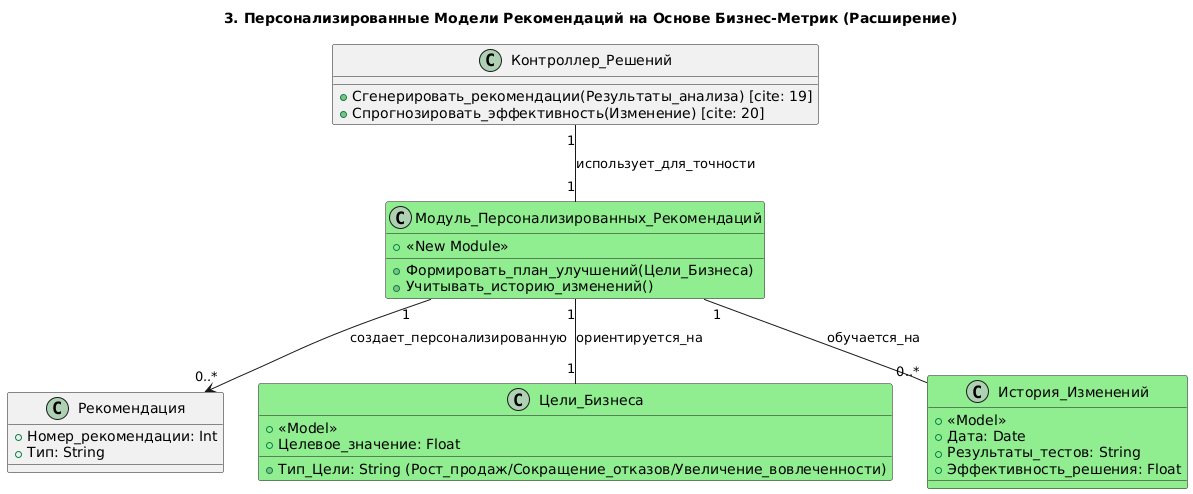 3. Персонализированные Модели Рекомендаций на Основе Бизнес-Метрик (Расширение)
C Контроллер_Решений
Сгенерировать_рекомендации(Результаты_анализа) [cite: 19]
Спрогнозировать_эффективность(Изменение) [cite: 20]
1
использует_для_точности
1
C Модуль_Персонализированных_Рекомендаций
«New Module»
Формировать_план_улучшений(Цели_Бизнеса)
Учитывать_историю_изменений()
1 1 1
создает_персонализированную ориентируется_на обучается_на
0..* 1 0..*
C Рекомендация
Номер_рекомендации: Int
Тип: String
C Цели_Бизнеса
«Model»
Целевое_значение: Float
Тип_Цели: String (Рост_продаж/Сокращение_отказов/Увеличение_вовлеченности)
C История_Изменений
«Model»
Дата: Date
Результаты_тестов: String
Эффективность_решения: Float